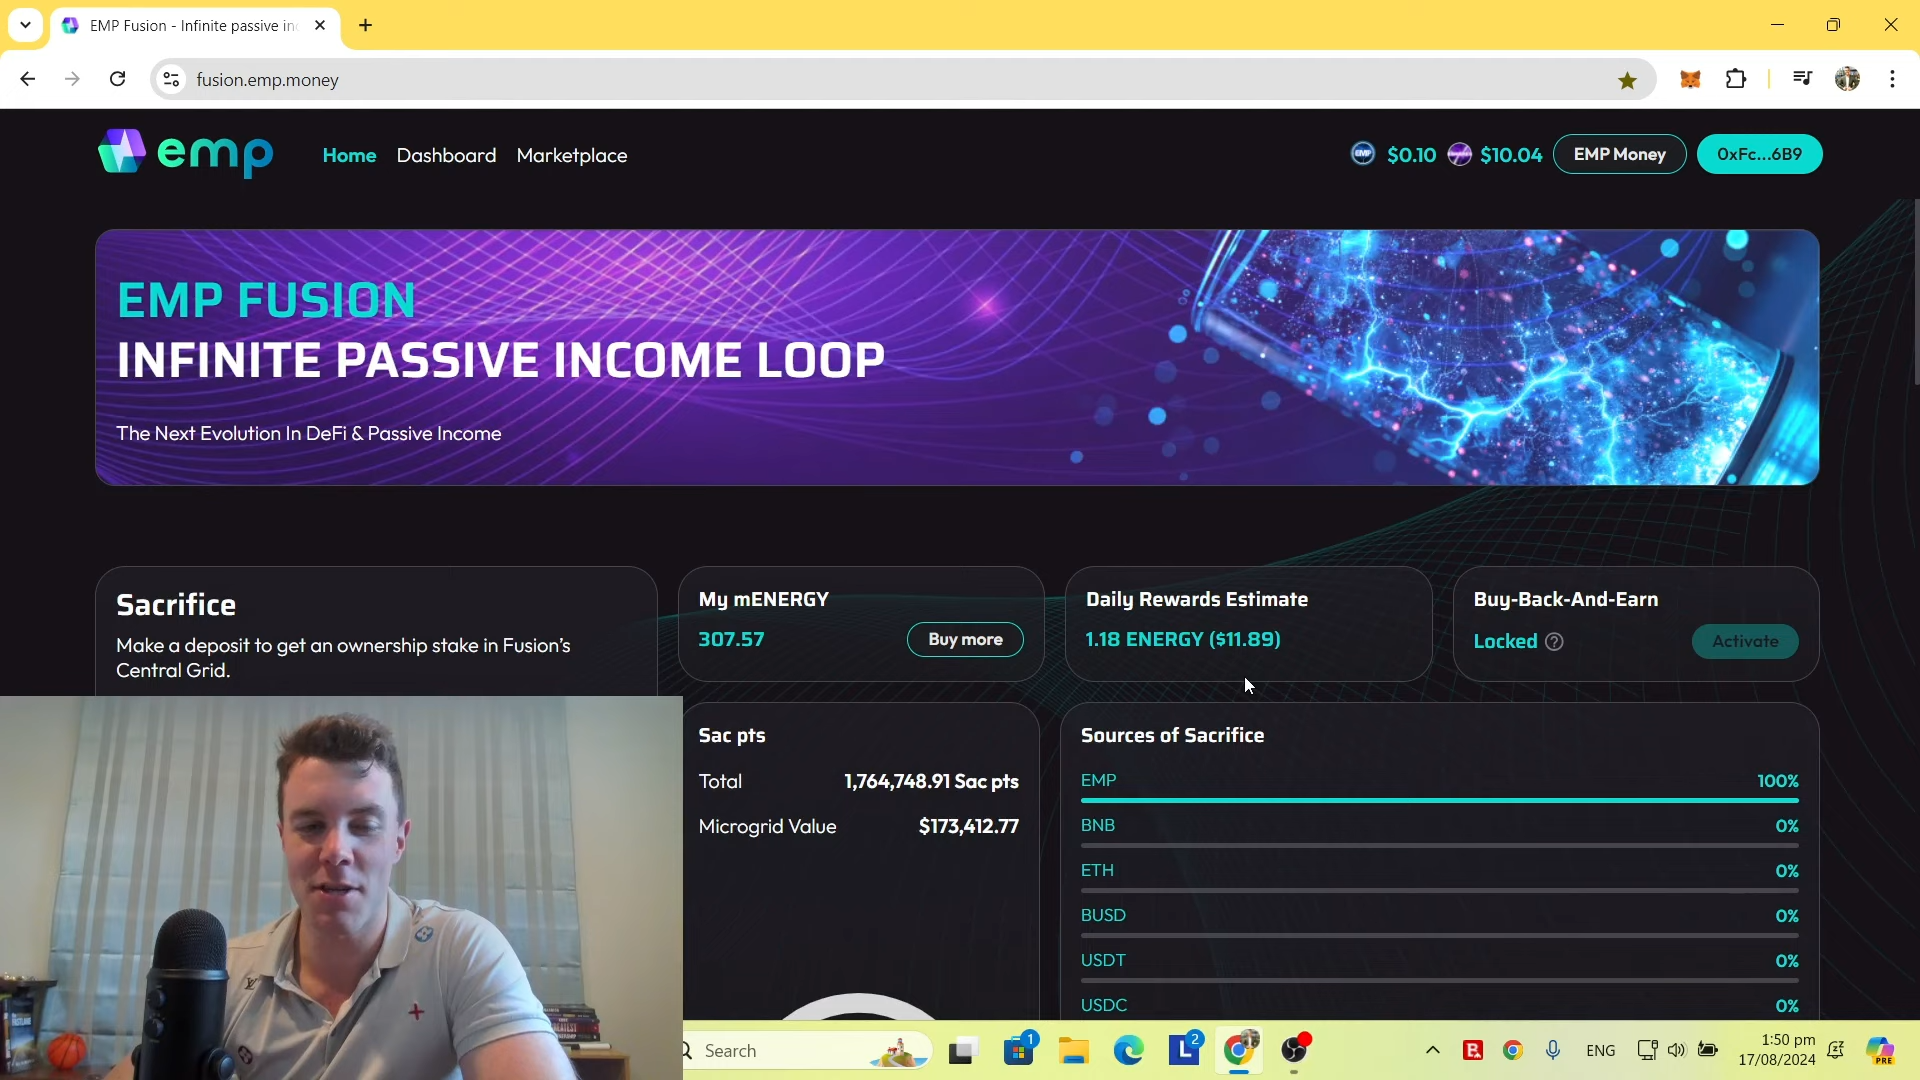 EMP Fusion - Infinite passive in
fusion.emp.money
emp
Home
Dashboard
Marketplace
EMP
$0.10
$10.04
EMP Money
0xFc...6B9
EMP FUSION
INFINITE PASSIVE INCOME LOOP
The Next Evolution In DeFi & Passive Income
Sacrifice
Make a deposit to get an ownership stake in Fusion's
Central Grid.
My mENERGY
307.57
Buy more
Daily Rewards Estimate
1.18 ENERGY ($11.89)
Buy-Back-And-Earn
Locked
Activate
Sac pts
Total
1,764,748.91 Sac pts
Microgrid Value
$173,412.77
Sources of Sacrifice
EMP
100%
BNB
0%
ETH
0%
BUSD
0%
USDT
0%
USDC
0%
Search
1
L
2
ENG
1:50 pm
17/08/2024
PRE